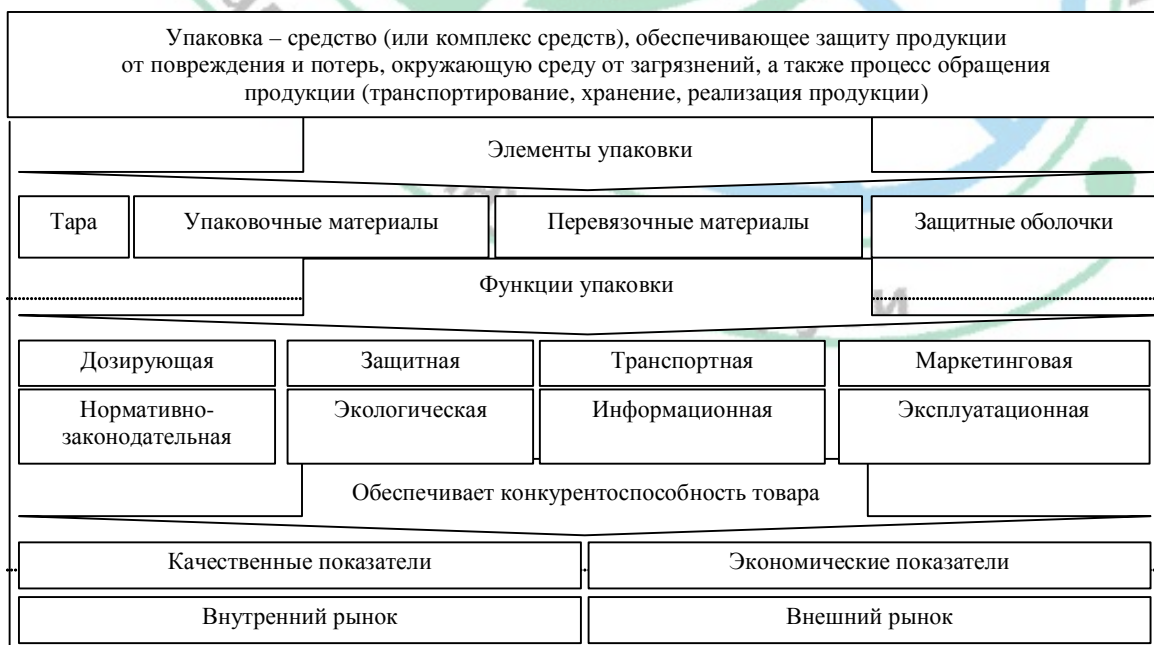 Упаковка – средство (или комплекс средств), обеспечивающее защиту продукции
от повреждения и потерь, окружающую среду от загрязнений, а также процесс обращения
продукции (транспортирование, хранение, реализация продукции)
Элементы упаковки
Тара
Упаковочные материалы
Перевязочные материалы
Защитные оболочки
Функции упаковки
Дозирующая
Защитная
Транспортная
Маркетинговая
Нормативно-
законодательная
Экологическая
Информационная
Эксплуатационная
Обеспечивает конкурентоспособность товара
Качественные показатели
Экономические показатели
Внутренний рынок
Внешний рынок